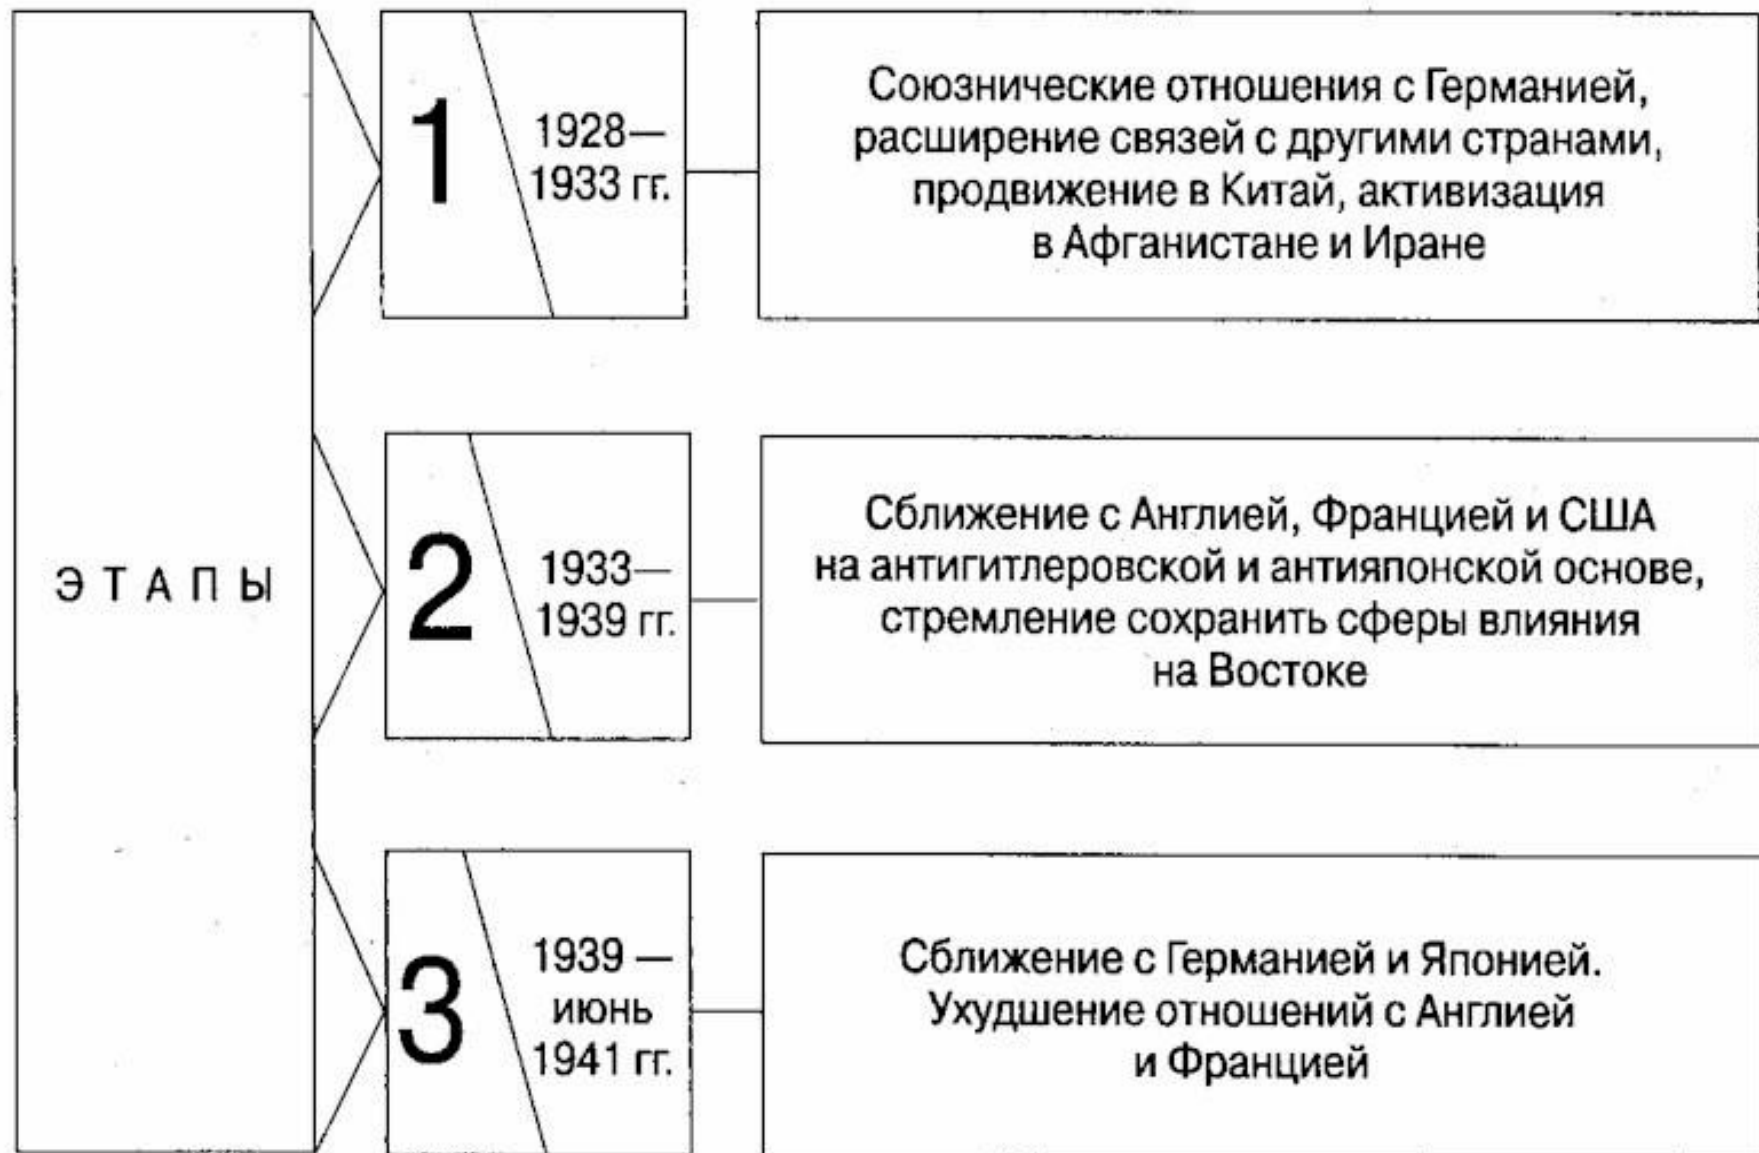 ЭТАПЫ
1
1928—
1933 гг.
Союзнические отношения с Германией,
расширение связей с другими странами,
продвижение в Китай, активизация
в Афганистане и Иране
2
1933—
1939 гг.
Сближение с Англией, Францией и США
на антигитлеровской и антияпонской основе,
стремление сохранить сферы влияния
на Востоке
3
1939 —
июнь
1941 гг.
Сближение с Германией и Японией.
Ухудшение отношений с Англией
и Францией